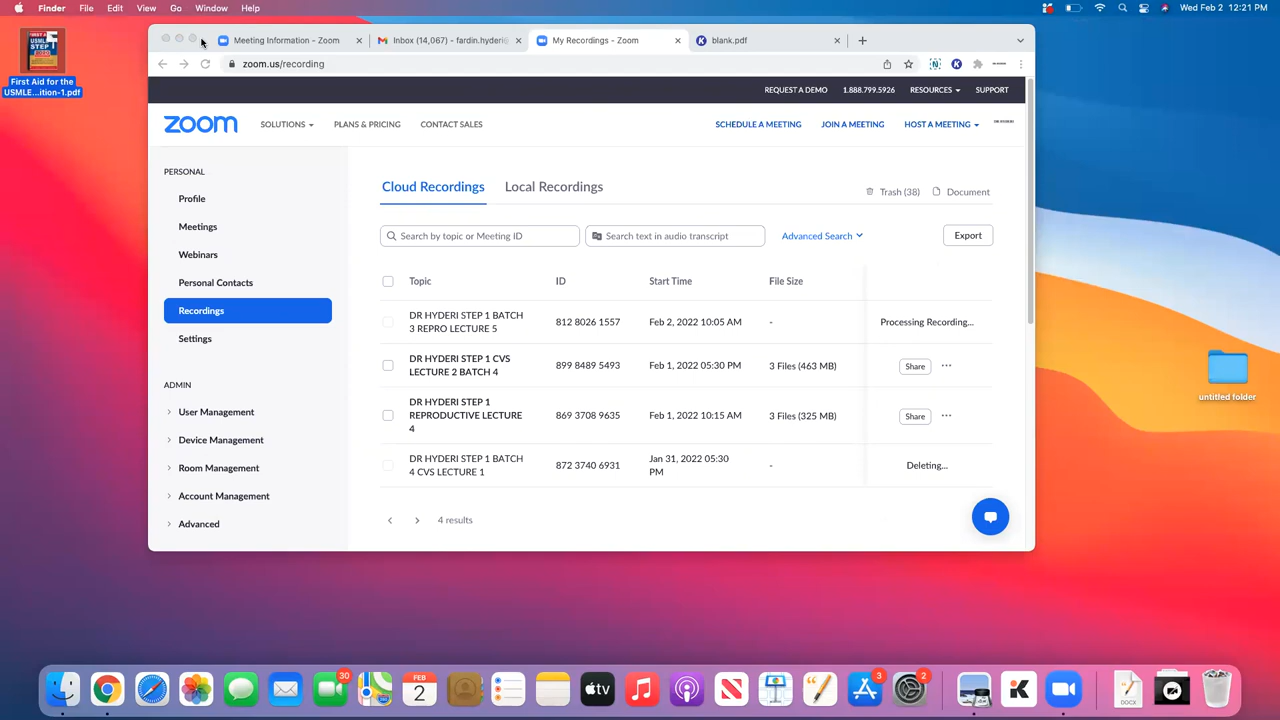 Finder File Edit View Go Window Help
Wed Feb 2 12:21 PM
Meeting Information - Zoom
Inbox (14,067) - fardin.hyderi@
My Recordings - Zoom
blank.pdf
zoom.us/recording
First Aid for the
USMLE...ition-1.pdf
REQUEST A DEMO 1.888.799.5926 RESOURCES SUPPORT
zoom SOLUTIONS PLANS & PRICING CONTACT SALES SCHEDULE A MEETING JOIN A MEETING HOST A MEETING
PERSONAL
Profile
Meetings
Webinars
Personal Contacts
Recordings
Settings
ADMIN
User Management
Device Management
Room Management
Account Management
Advanced
Cloud Recordings Local Recordings
Trash (38) Document
Search by topic or Meeting ID Search text in audio transcript Advanced Search Export
Topic ID Start Time File Size
DR HYDERI STEP 1 BATCH
3 REPRO LECTURE 5
812 8026 1557 Feb 2, 2022 10:05 AM - Processing Recording...
DR HYDERI STEP 1 CVS
LECTURE 2 BATCH 4
899 8489 5493 Feb 1, 2022 05:30 PM 3 Files (463 MB) Share
DR HYDERI STEP 1
REPRODUCTIVE LECTURE
4
869 3708 9635 Feb 1, 2022 10:15 AM 3 Files (325 MB) Share
DR HYDERI STEP 1 BATCH
4 CVS LECTURE 1
872 3740 6931 Jan 31, 2022 05:30
PM
- Deleting...
4 results
untitled folder
30
FEB
2
tv
3
2
DOCX